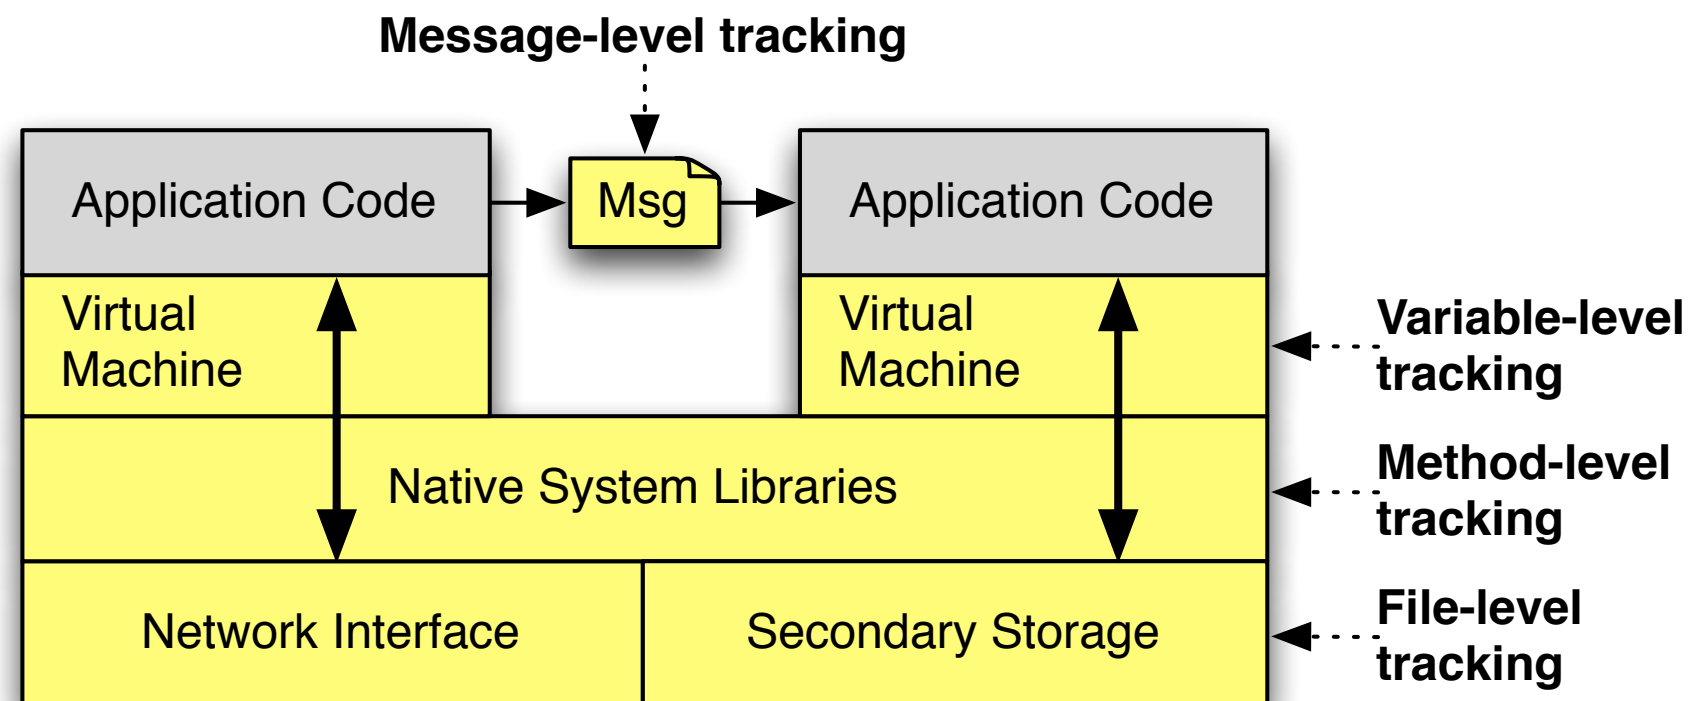 Message-level tracking
Application Code
Msg
Application Code
Virtual
Machine
Virtual
Machine
Variable-level
tracking
Native System Libraries
Method-level
tracking
Network Interface
Secondary Storage
File-level
tracking